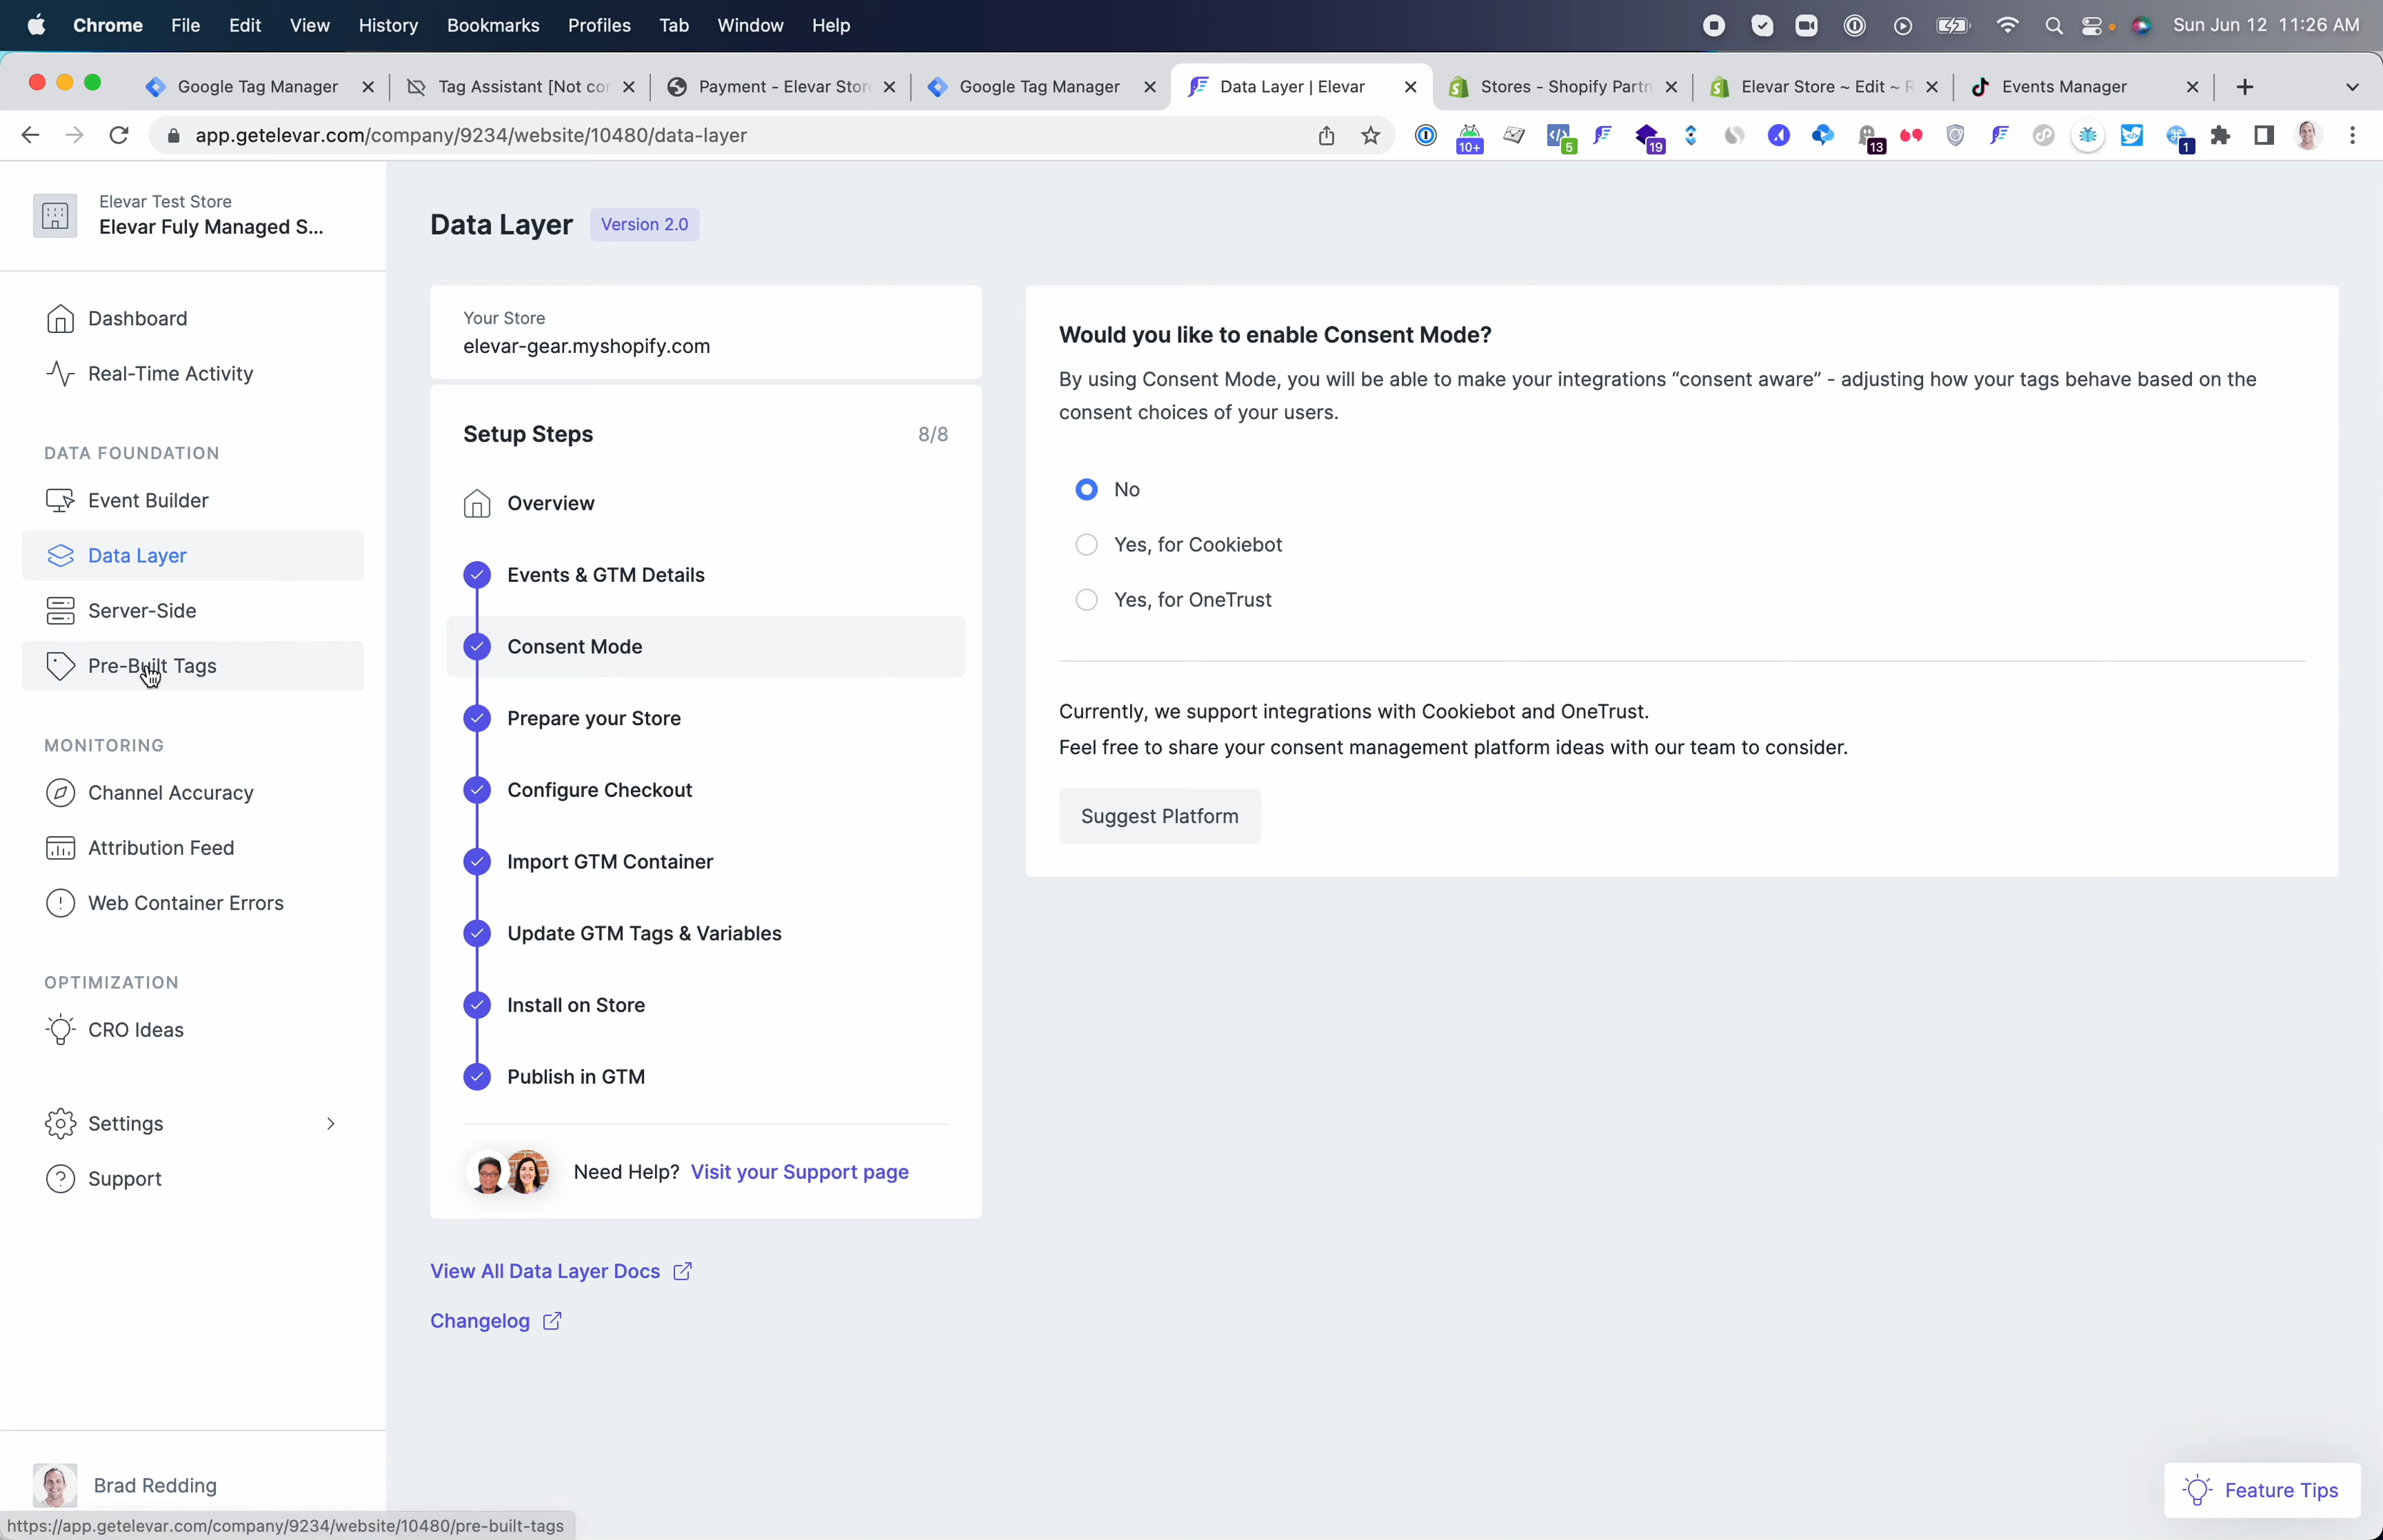 Chrome File Edit View History Bookmarks Profiles Tab Window Help Sun Jun 12 11:26 AM
Google Tag Manager Tag Assistant [Not cor Payment - Elevar Stor Google Tag Manager Data Layer | Elevar Stores - Shopify Partn Elevar Store ~ Edit ~ R Events Manager
app.getelevar.com/company/9234/website/10480/data-layer 10+ 5 19 13 1
Elevar Test Store
Elevar Fuly Managed S...
Dashboard
Real-Time Activity
DATA FOUNDATION
Event Builder
Data Layer
Server-Side
Pre-Built Tags
MONITORING
Channel Accuracy
Attribution Feed
Web Container Errors
OPTIMIZATION
CRO Ideas
Settings
Support
Brad Redding
https://app.getelevar.com/company/9234/website/10480/pre-built-tags
Data Layer Version 2.0
Your Store
elevar-gear.myshopify.com
Setup Steps 8/8
Overview
Events & GTM Details
Consent Mode
Prepare your Store
Configure Checkout
Import GTM Container
Update GTM Tags & Variables
Install on Store
Publish in GTM
Need Help? Visit your Support page
View All Data Layer Docs
Changelog
Would you like to enable Consent Mode?
By using Consent Mode, you will be able to make your integrations “consent aware” - adjusting how your tags behave based on the
consent choices of your users.
No
Yes, for Cookiebot
Yes, for OneTrust
Currently, we support integrations with Cookiebot and OneTrust.
Feel free to share your consent management platform ideas with our team to consider.
Suggest Platform
Feature Tips